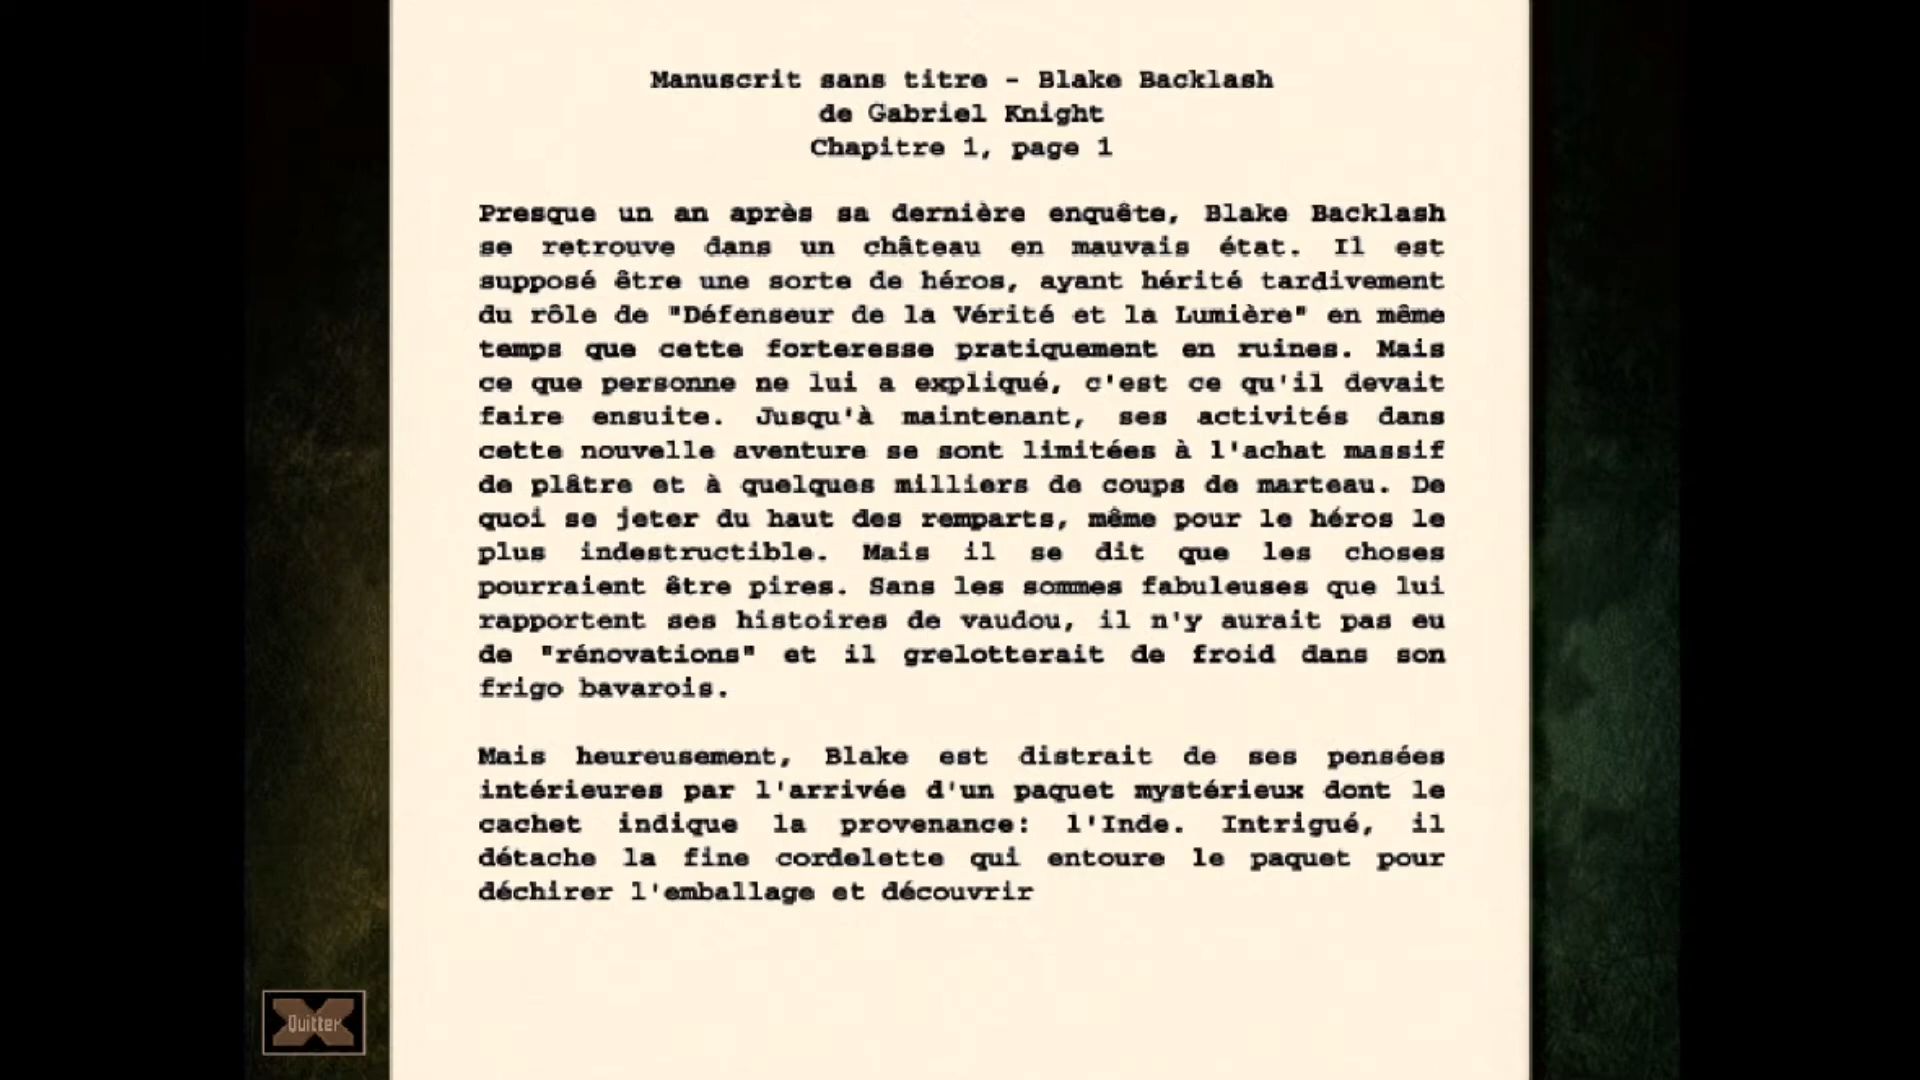 Manuscrit sans titre - Blake Backlash
de Gabriel Knight
Chapitre 1, page 1
Presque un an après sa dernière enquête, Blake Backlash
se retrouve dans un château en mauvais état. Il est
supposé être une sorte de héros, ayant hérité tardivement
du rôle de "Défenseur de la Vérité et la Lumière" en même
temps que cette forteresse pratiquement en ruines. Mais
ce que personne ne lui a expliqué, c'est ce qu'il devait
faire ensuite. Jusqu'à maintenant, ses activités dans
cette nouvelle aventure se sont limitées à l'achat massif
de plâtre et à quelques milliers de coups de marteau. De
quoi se jeter du haut des remparts, même pour le héros le
plus indestructible. Mais il se dit que les choses
pourraient être pires. Sans les sommes fabuleuses que lui
rapportent ses histoires de vaudou, il n'y aurait pas eu
de "rénovations" et il grelotterait de froid dans son
frigo bavarois.
Mais heureusement, Blake est distrait de ses pensées
intérieures par l'arrivée d'un paquet mystérieux dont le
cachet indique la provenance: l'Inde. Intrigué, il
détache la fine cordelette qui entoure le paquet pour
déchirer l'emballage et découvrir
Quitter